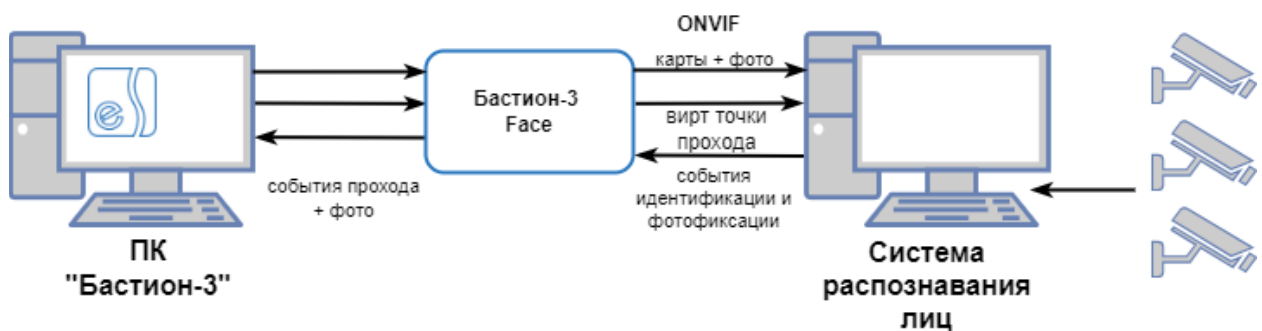 ONVIF
карты + фото
Бастион-3
Face
вирт точки
прохода
события прохода
+ фото
события
идентификации и
фотофиксации
ПК
"Бастион-3"
Система
распознавания
лиц